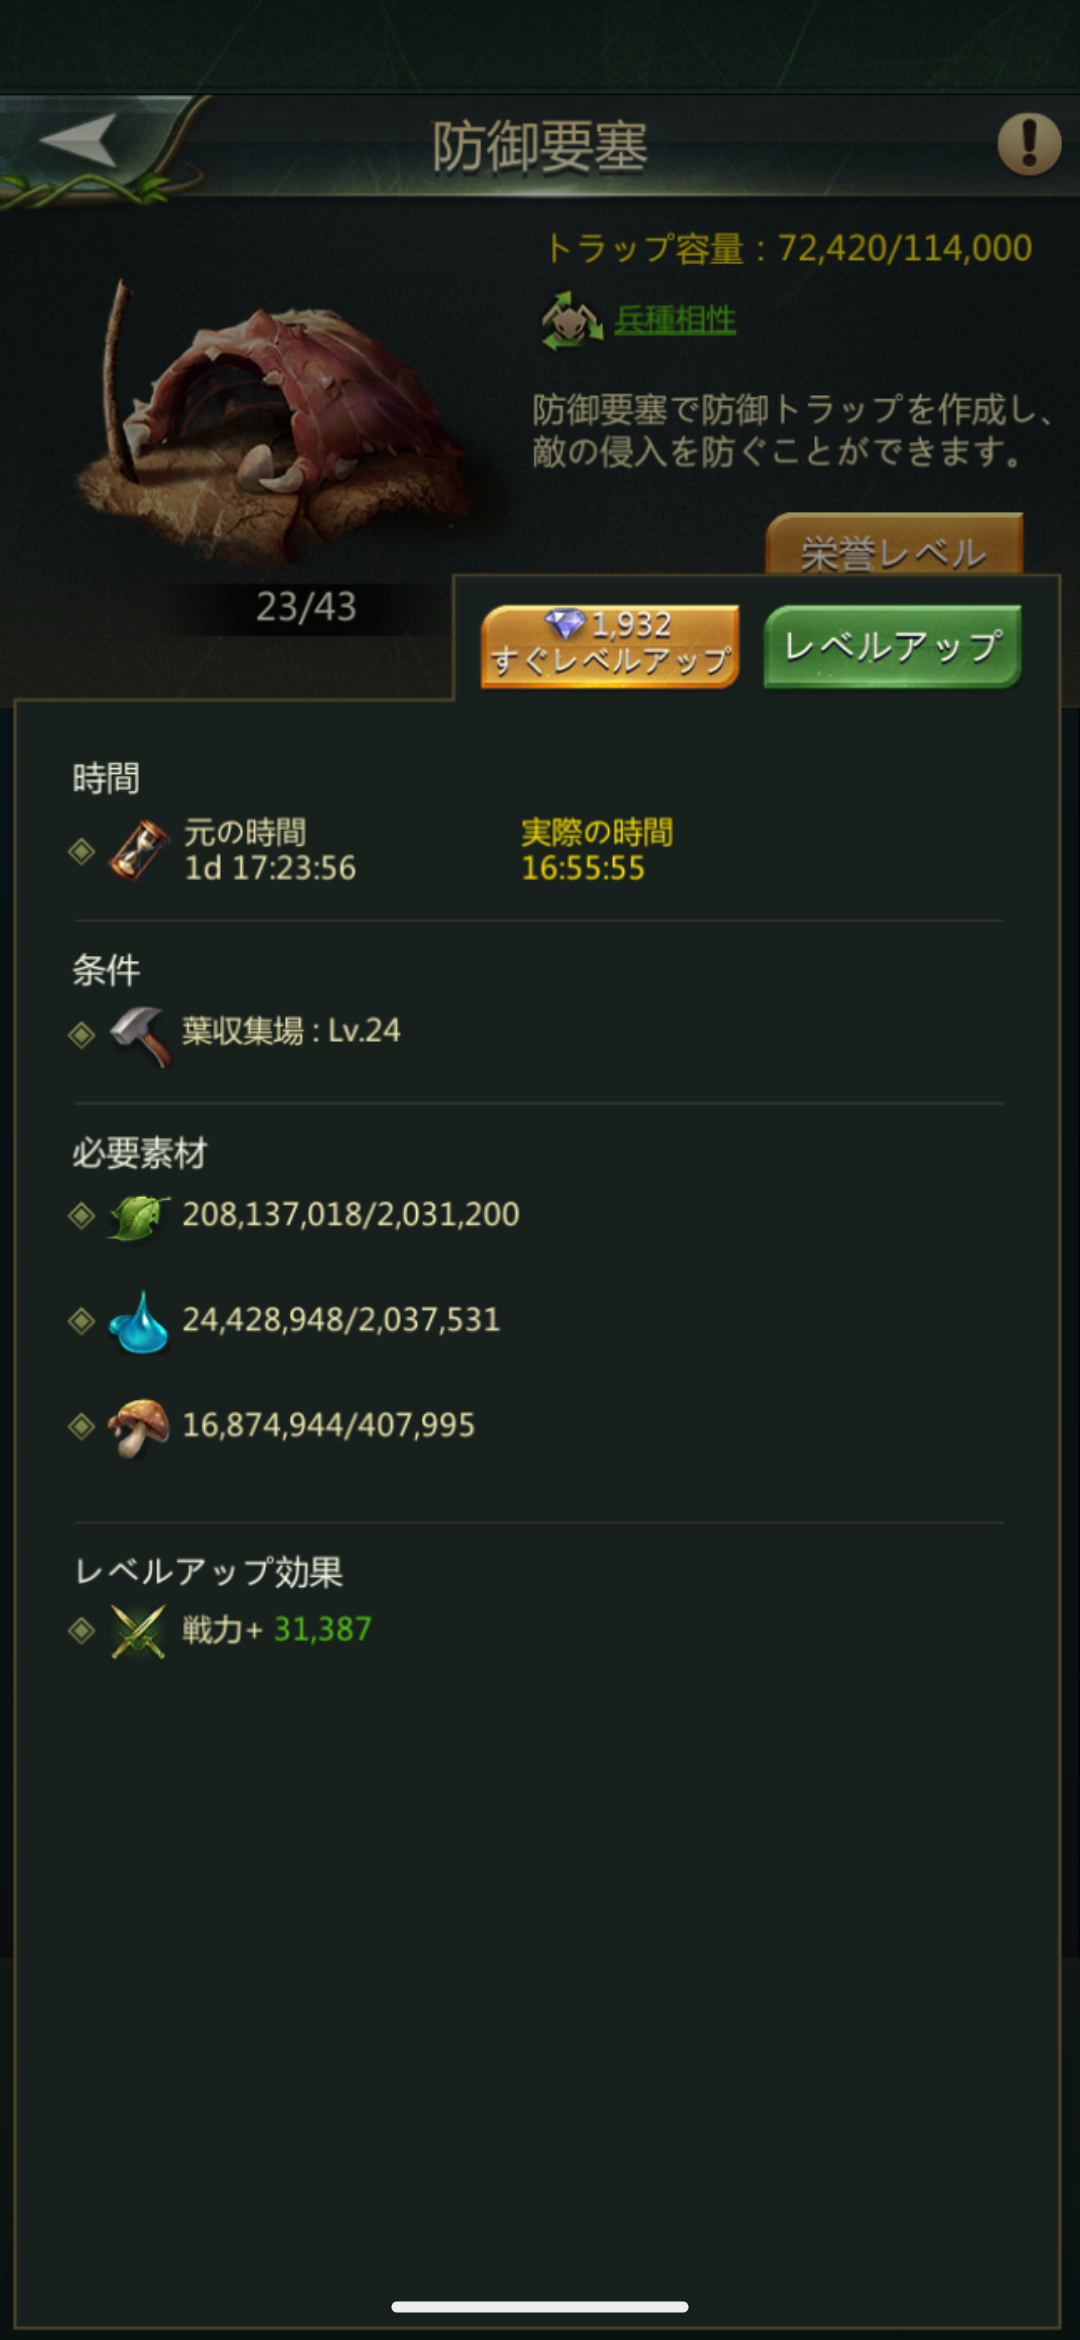 防御要塞
トラップ容量：72,420/114,000
兵種相性
防御要塞で防御トラップを作成し、
敵の侵入を防ぐことができます。
栄誉レベル
23/43
1,932
すぐレベルアップ
レベルアップ
時間
元の時間
1d 17:23:56
実際の時間
16:55:55
条件
葉収集場 : Lv.24
必要素材
208,137,018/2,031,200
24,428,948/2,037,531
16,874,944/407,995
レベルアップ効果
戦力+ 31,387